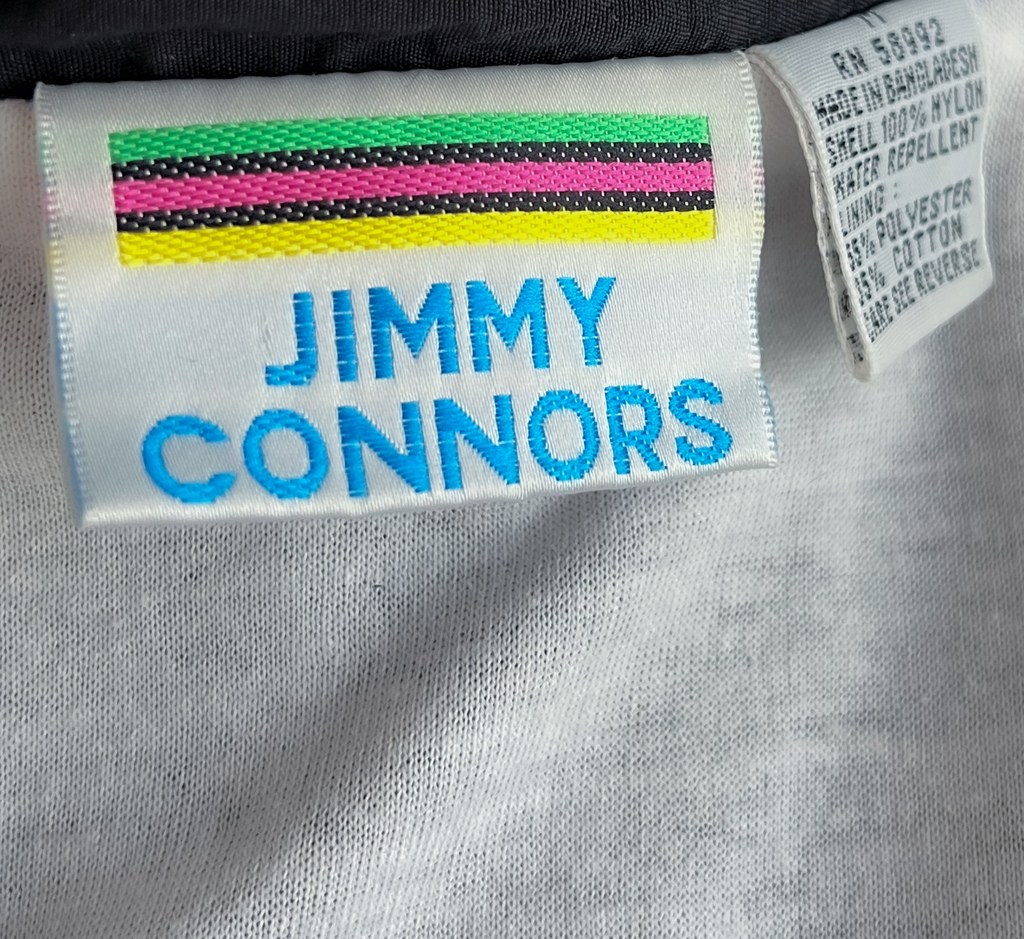 JIMMY
CONNORS
RN 58992
MADE IN BANGLADESH
SHELL 100% NYLON
WATER REPELLENT
LINING :
POLYESTER
COTTON
CARE SEE REVERSE